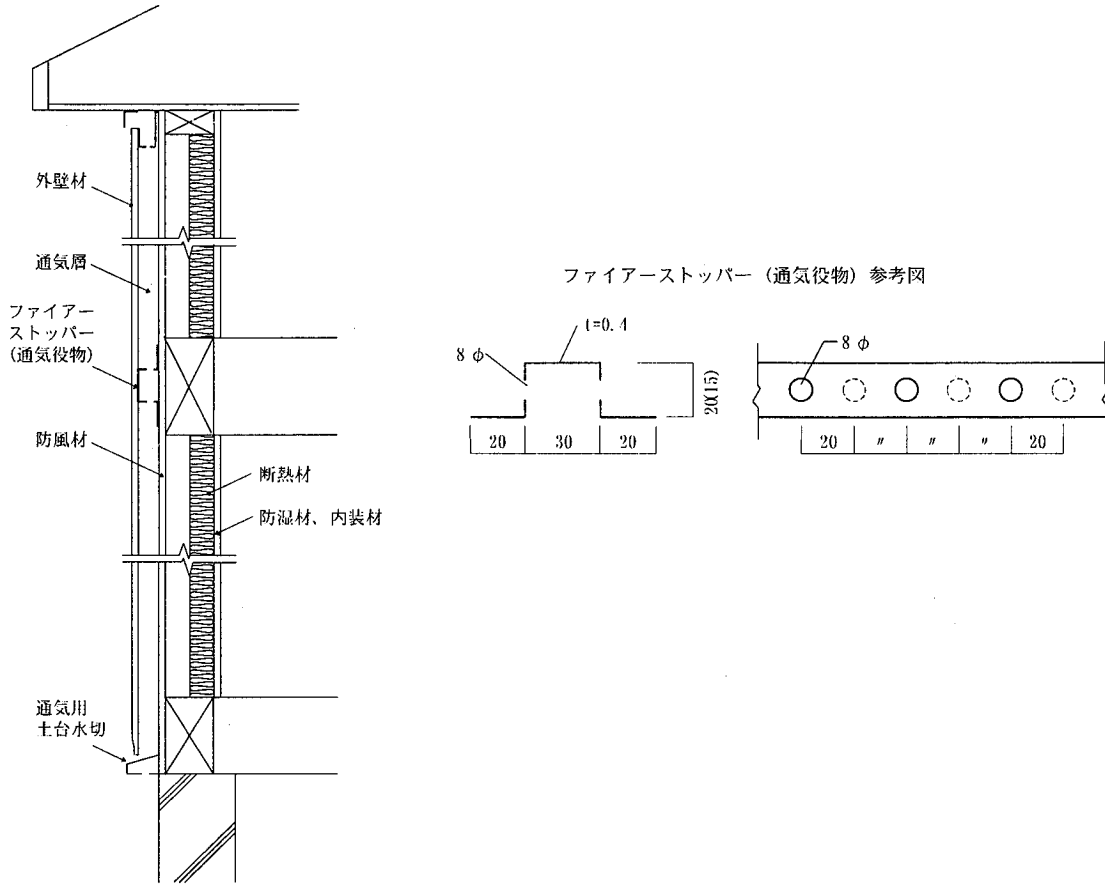 外壁材
通気層
ファイアー
ストッパー
(通気役物)
防風材
断熱材
防湿材、内装材
通気用
土台水切
ファイアーストッパー (通気役物) 参考図
t=0.4
8 φ
20(15)
20
30
20
8 φ
20
〃
〃
〃
20